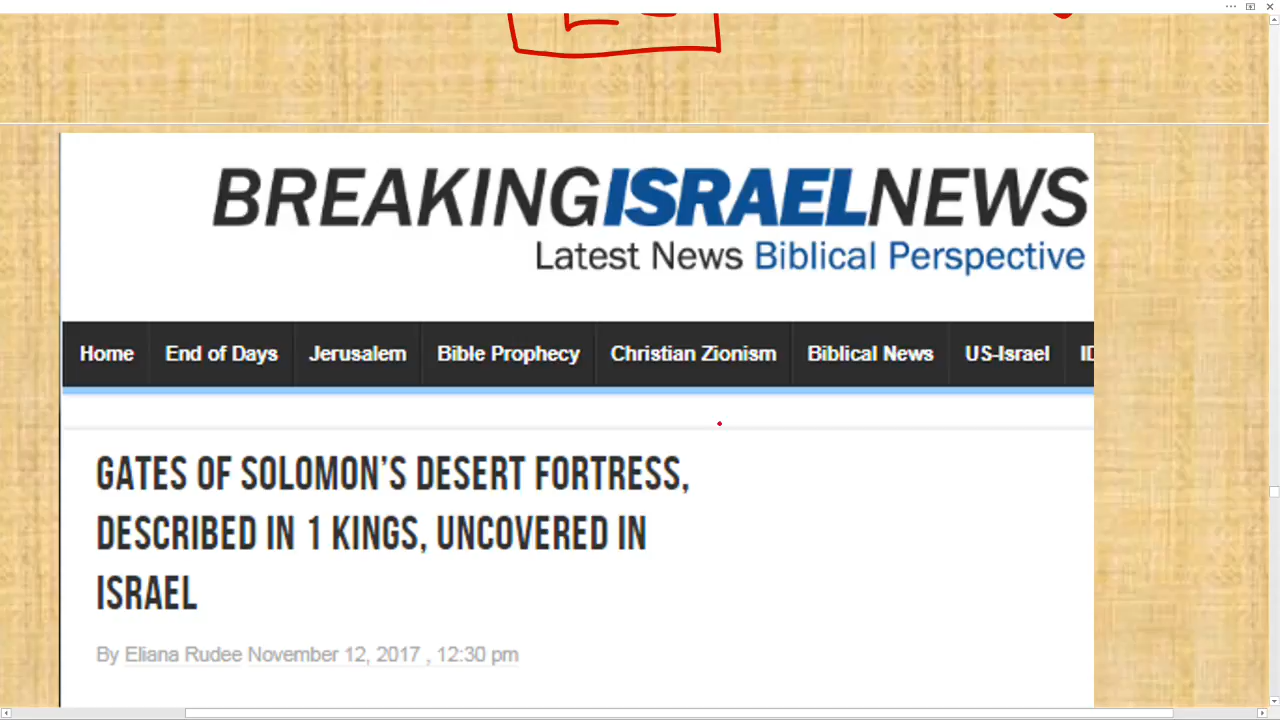 BREAKINGISRAELNEWS
Latest News Biblical Perspective
Home End of Days Jerusalem Bible Prophecy Christian Zionism Biblical News US-Israel
GATES OF SOLOMON'S DESERT FORTRESS,
DESCRIBED IN 1 KINGS, UNCOVERED IN
ISRAEL
By Eliana Rudee November 12, 2017 , 12:30 pm